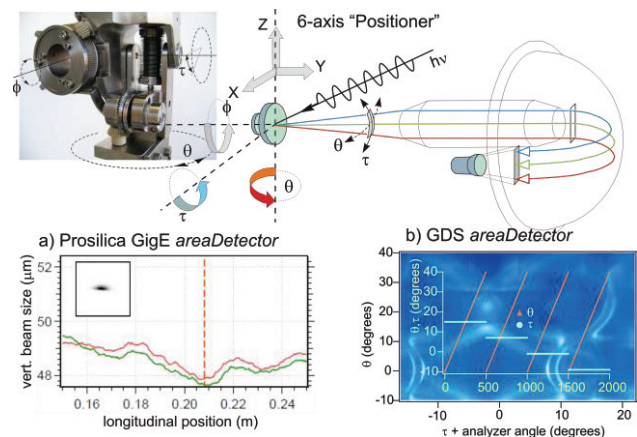 6-axis "Positioner"
Z
Y
X
hν
τ
ϕ
ϕ
θ
θ
τ
θ
τ
a) Prosilica GigE areaDetector
vert. beam size (μm)
52
50
48
0.16
0.18
0.20
0.22
0.24
longitudinal position (m)
b) GDS areaDetector
θ (degrees)
40
30
20
10
0
-10
θ,τ (degrees)
40
30
20
10
0
-10
θ
τ
0
500
1000
1500
2000
-10
0
10
20
τ + analyzer angle (degrees)